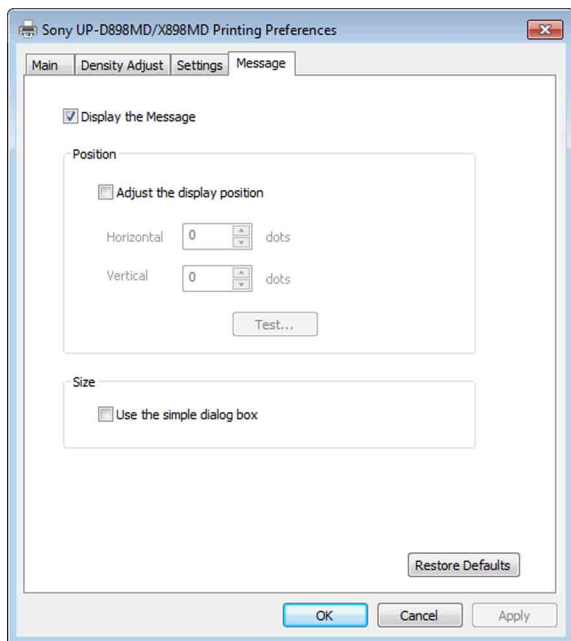 Sony UP-D898MD/X898MD Printing Preferences
Main Density Adjust Settings Message
Display the Message
Position
Adjust the display position
Horizontal 0 dots
Vertical 0 dots
Test...
Size
Use the simple dialog box
Restore Defaults
OK Cancel Apply